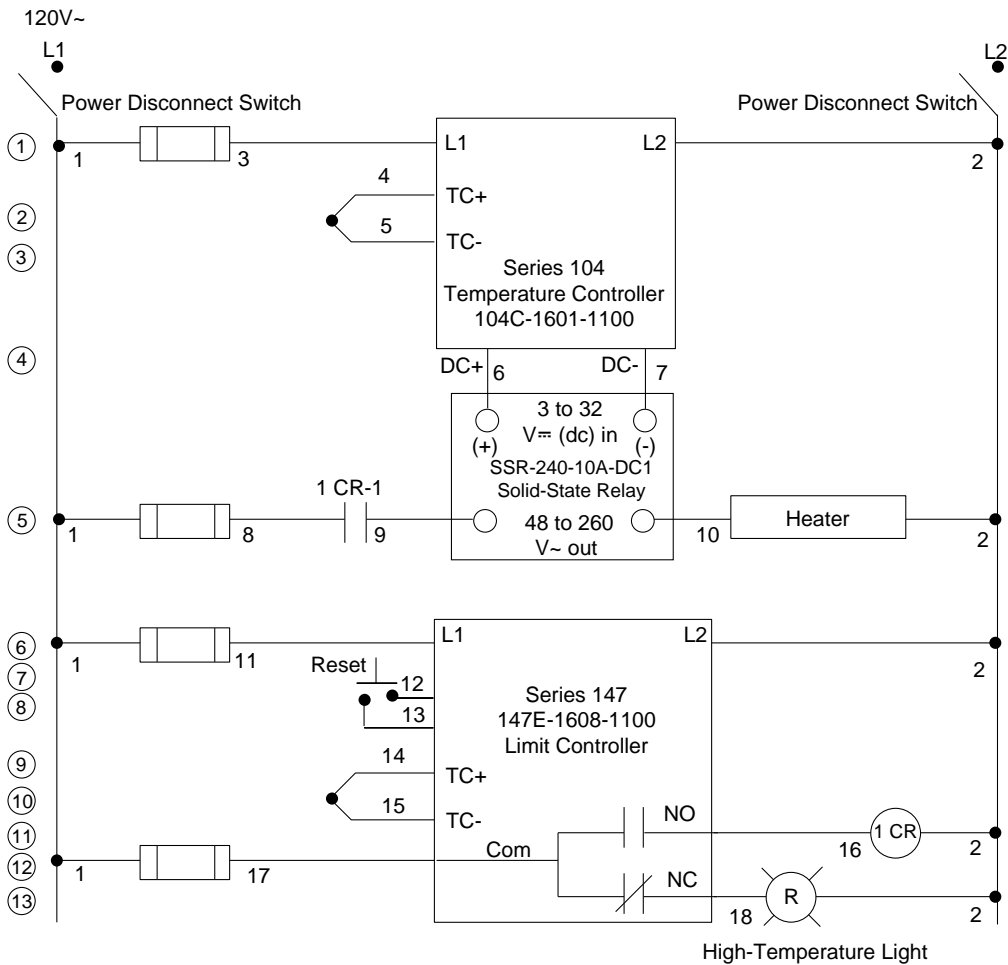 120V~
L1
L2
Power Disconnect Switch
Power Disconnect Switch
1
1
3
L1
L2
2
4
TC+
2
5
TC-
3
Series 104
Temperature Controller
104C-1601-1100
4
DC+
6
DC-
7
3 to 32
V⎓ (dc) in
(+)
(-)
SSR-240-10A-DC1
Solid-State Relay
1 CR-1
5
1
8
9
48 to 260
V~ out
10
Heater
2
6
1
11
L1
L2
2
7
Reset
12
8
13
Series 147
147E-1608-1100
Limit Controller
9
14
TC+
10
15
TC-
11
NO
16
1 CR
2
12
1
17
Com
13
NC
18
R
2
High-Temperature Light